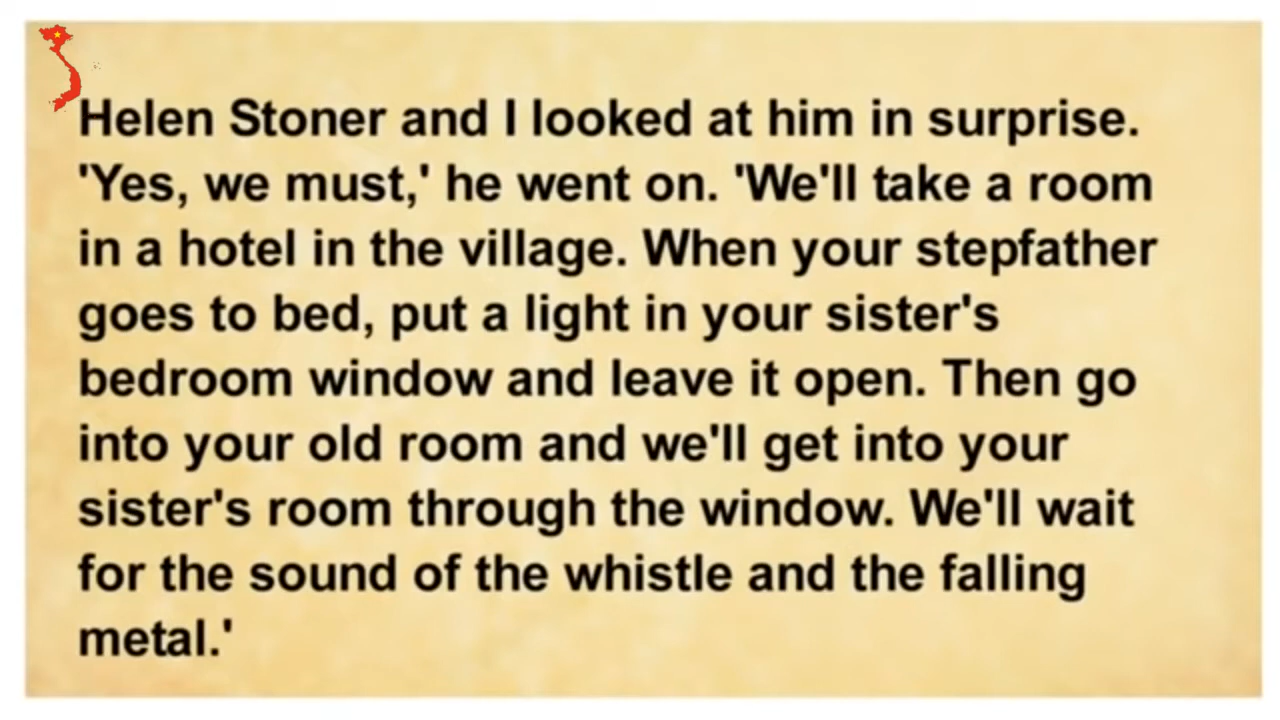 Helen Stoner and I looked at him in surprise.
'Yes, we must,' he went on. 'We'll take a room
in a hotel in the village. When your stepfather
goes to bed, put a light in your sister's
bedroom window and leave it open. Then go
into your old room and we'll get into your
sister's room through the window. We'll wait
for the sound of the whistle and the falling
metal.'